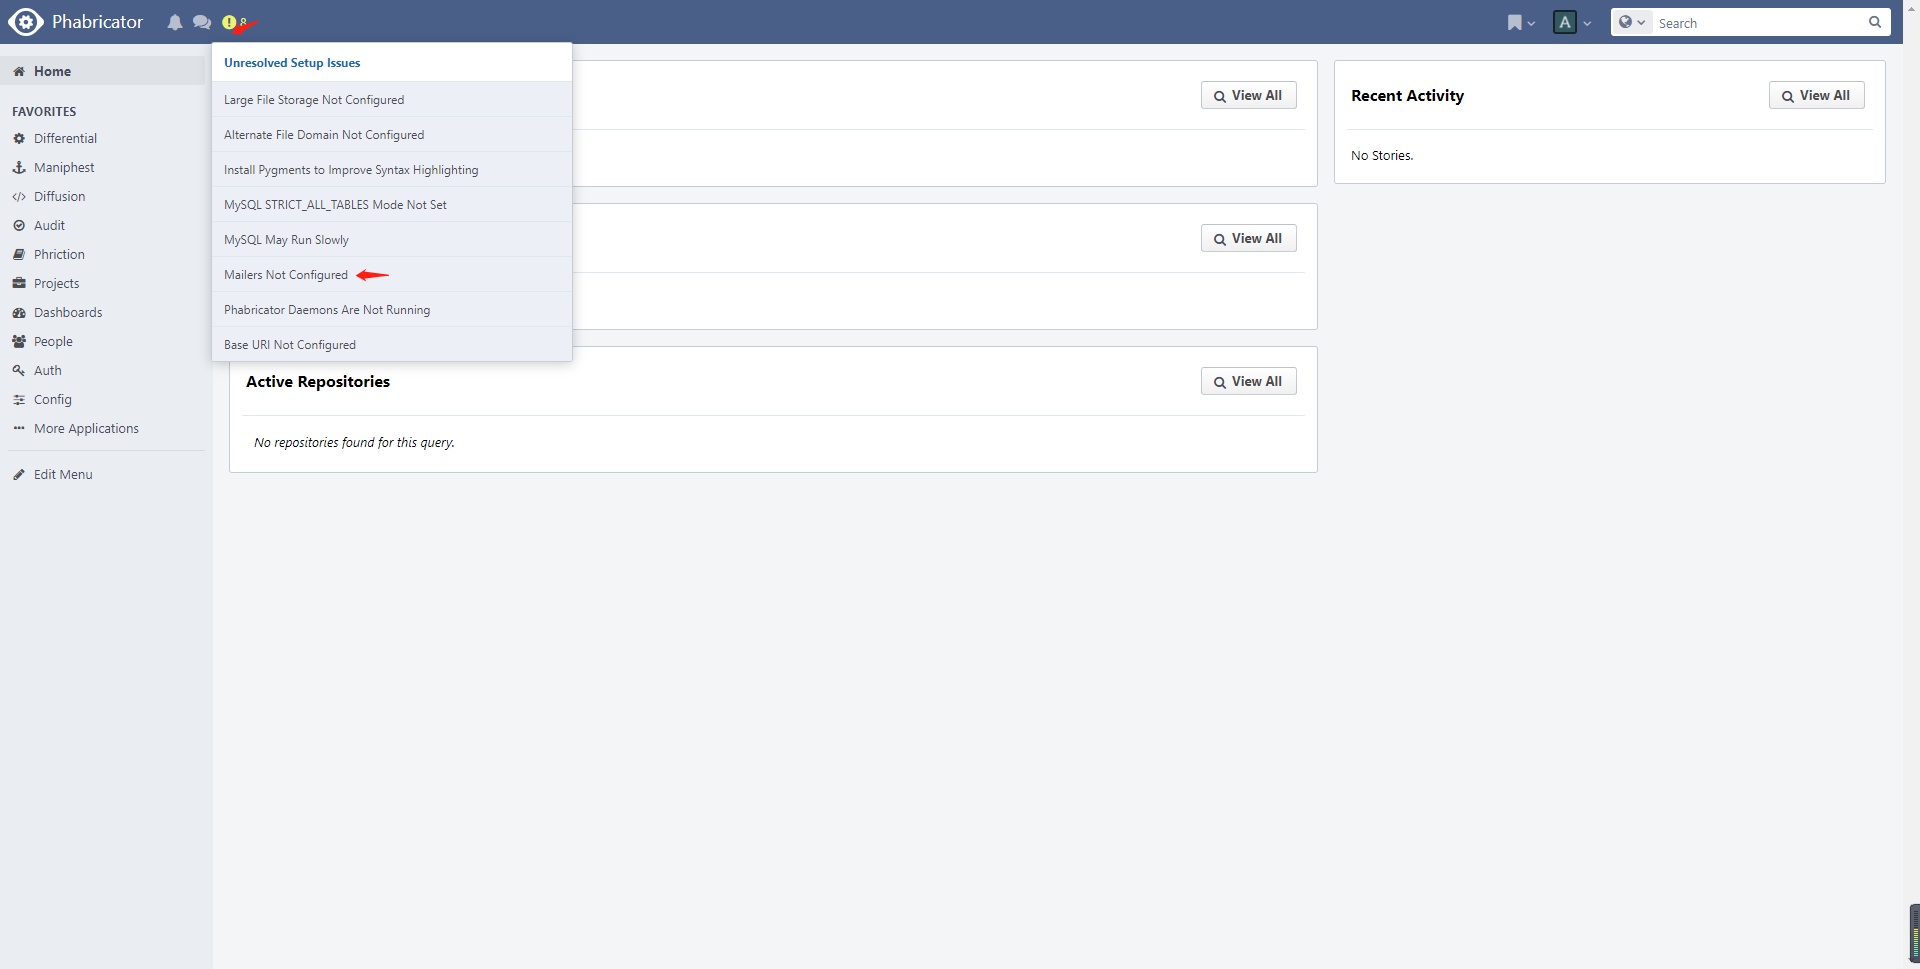 Phabricator
8
A
Search
Home
FAVORITES
Differential
Maniphest
Diffusion
Audit
Phriction
Projects
Dashboards
People
Auth
Config
More Applications
Edit Menu
Unresolved Setup Issues
Large File Storage Not Configured
Alternate File Domain Not Configured
Install Pygments to Improve Syntax Highlighting
MySQL STRICT_ALL_TABLES Mode Not Set
MySQL May Run Slowly
Mailers Not Configured
Phabricator Daemons Are Not Running
Base URI Not Configured
View All
View All
Active Repositories
View All
No repositories found for this query.
Recent Activity
View All
No Stories.